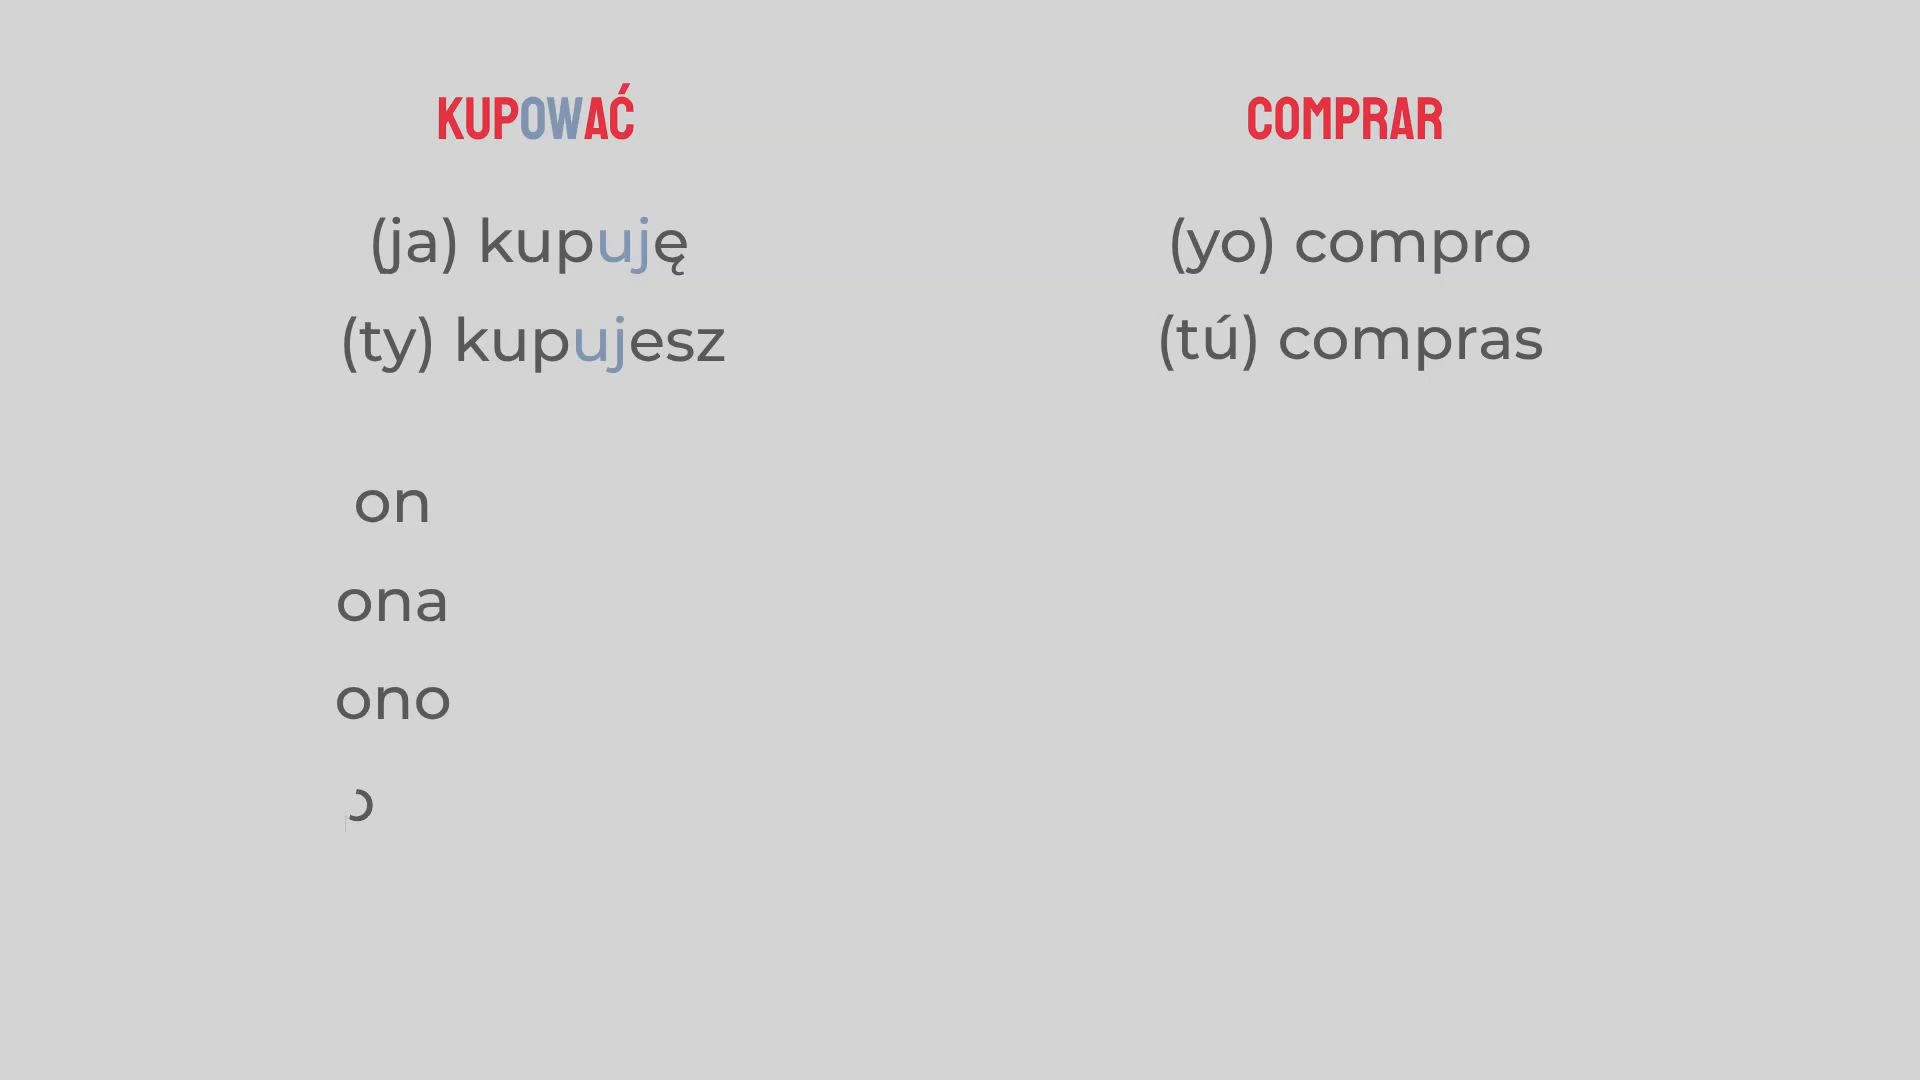 KUPOWAĆ
(ja) kupuję
(ty) kupujesz
on
ona
ono
COMPRAR
(yo) compro
(tú) compras